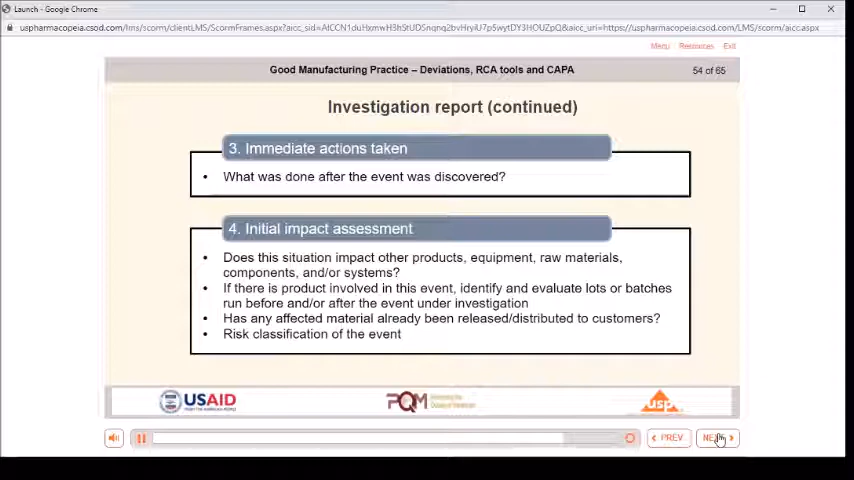 Launch - Google Chrome
Menu Resources Exit
Good Manufacturing Practice – Deviations, RCA tools and CAPA
54 of 65
Investigation report (continued)
3. Immediate actions taken
• What was done after the event was discovered?
4. Initial impact assessment
• Does this situation impact other products, equipment, raw materials,
components, and/or systems?
• If there is product involved in this event, identify and evaluate lots or batches
run before and/or after the event under investigation
• Has any affected material already been released/distributed to customers?
• Risk classification of the event
USAID
PQM
usp
PREV